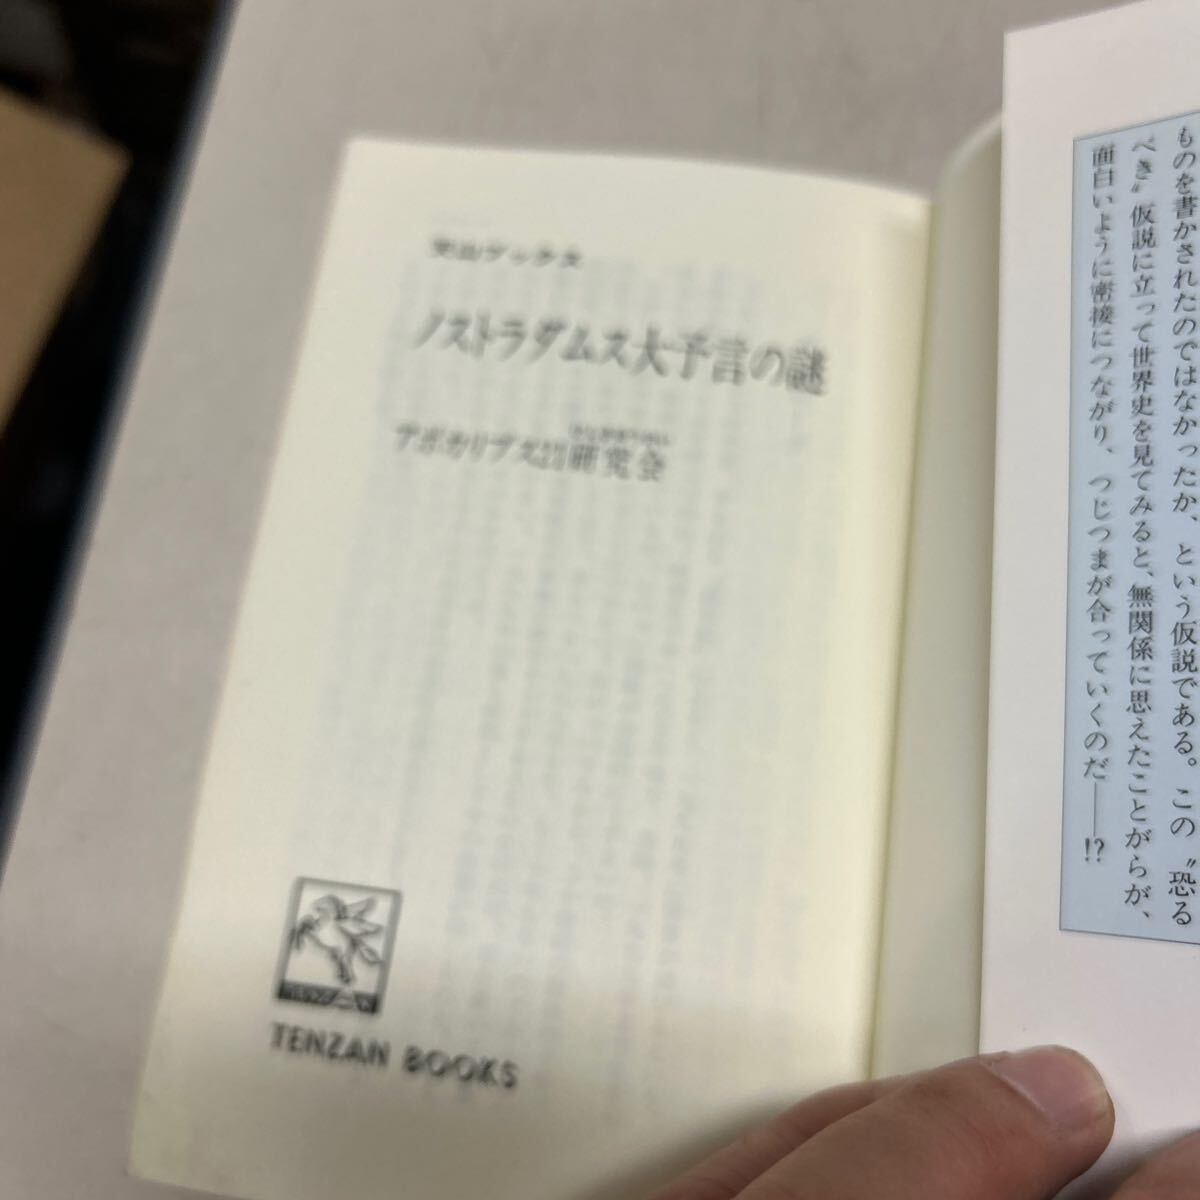 ものを書かされたのではなかったか、という仮説である。この〝恐る
べき〟仮説に立って世界史を見てみると、無関係に思えたことがらが、
面白いように密接につながり、つじつまが合っていくのだ——!?
天山ブックス
ノストラダムス大予言の謎
アポカリプス21研究会
TENZAN BOOKS